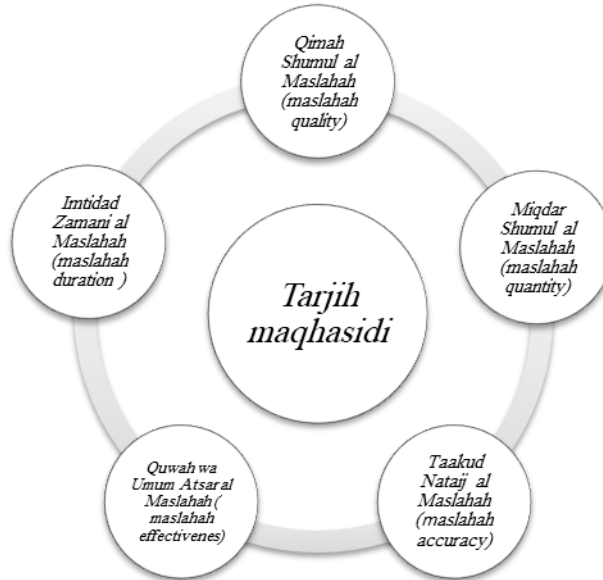 Qimah
Shumul al
Maslahah
(maslahah
quality)
Imtidad
Zamani al
Maslahah
(maslahah
duration )
Miqdar
Shumul al
Maslahah
(maslahah
quantity)
Tarjih
maqhasidi
Quwah wa
Umum Atsar al
Maslahah (
maslahah
effectivenes)
Taakud
Nataij al
Maslahah
(maslahah
accuracy)